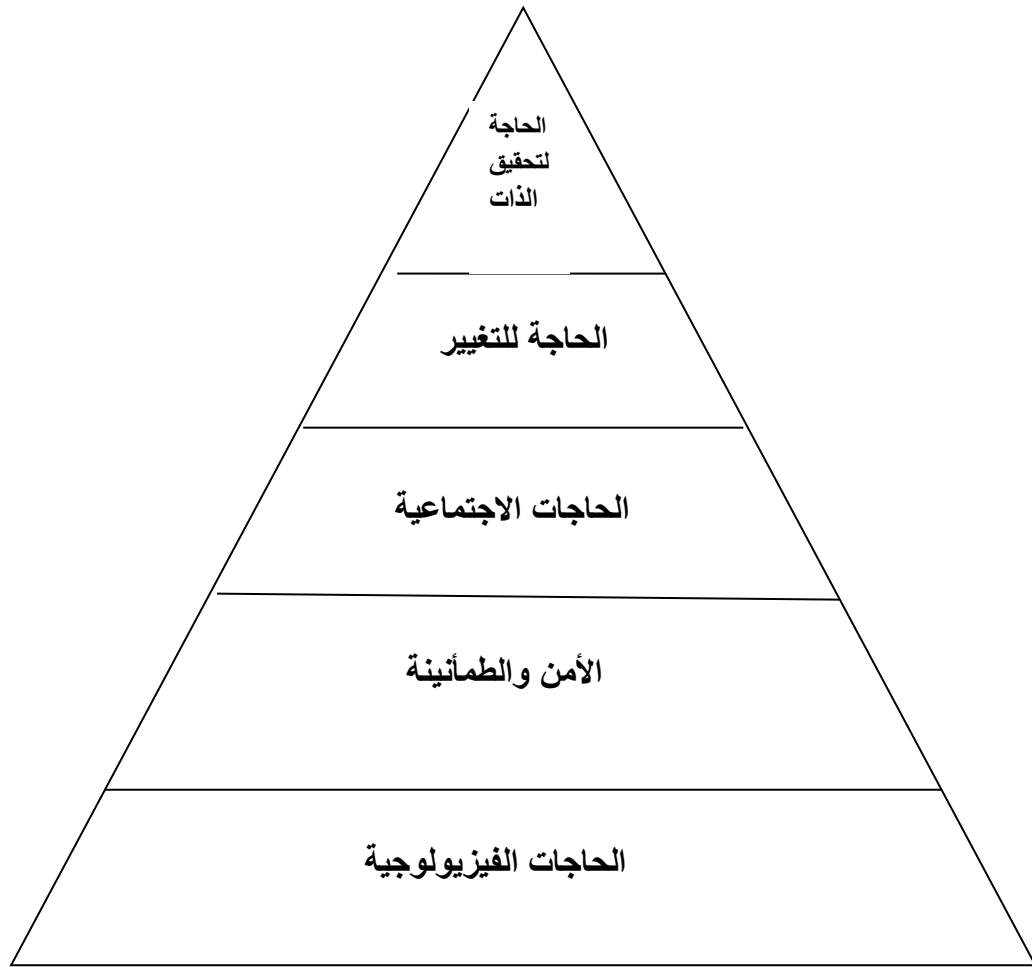 الحاجة
لتحقيق
الذات
الحاجة للتغيير
الحاجات الاجتماعية
الأمن والطمأنينة
الحاجات الفيزيولوجية